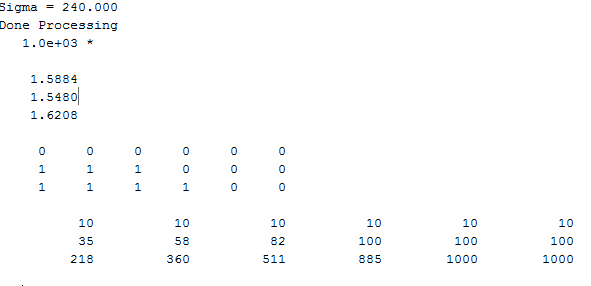 Sigma = 240.000
Done Processing
1.0e+03 *
1.5884
1.5480
1.6208
0 0 0 0 0 0
1 1 1 0 0 0
1 1 1 1 0 0
10 10 10 10 10 10
35 58 82 100 100 100
218 360 511 885 1000 1000